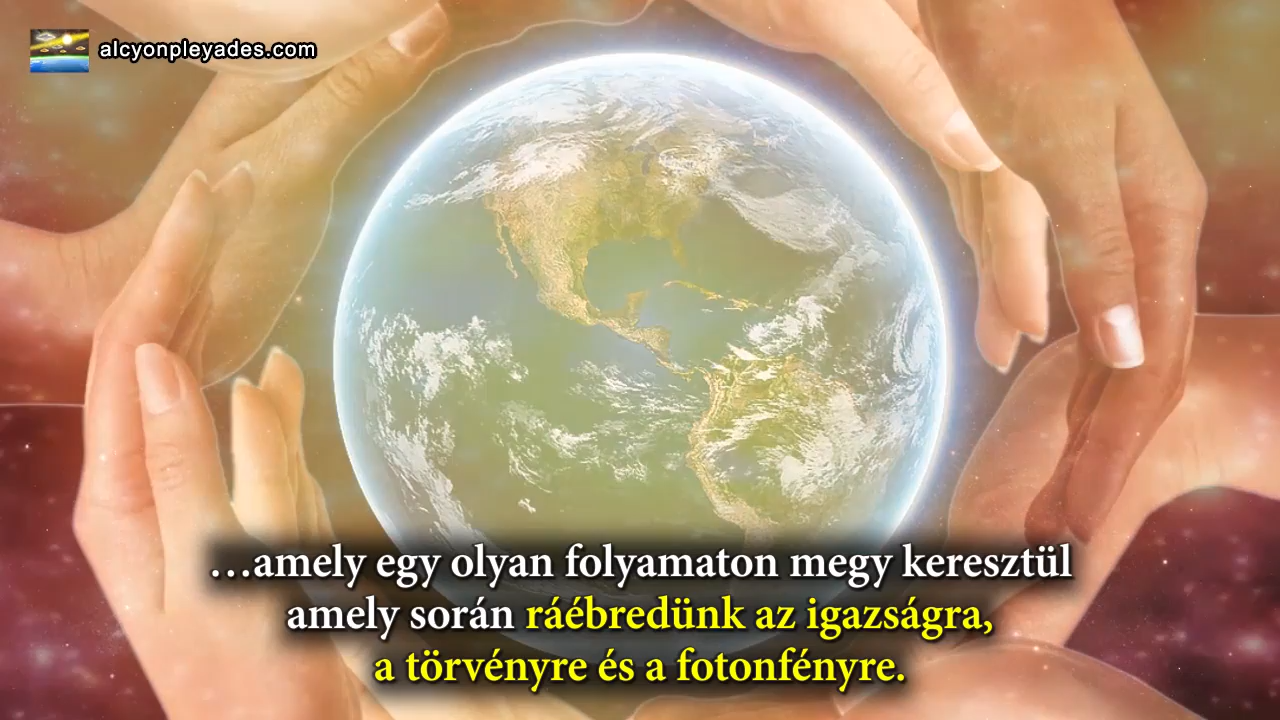 alcyonpleyades.com
…amely egy olyan folyamaton megy keresztül
amely során ráébredünk az igazságra,
a törvényre és a fotonfényre.